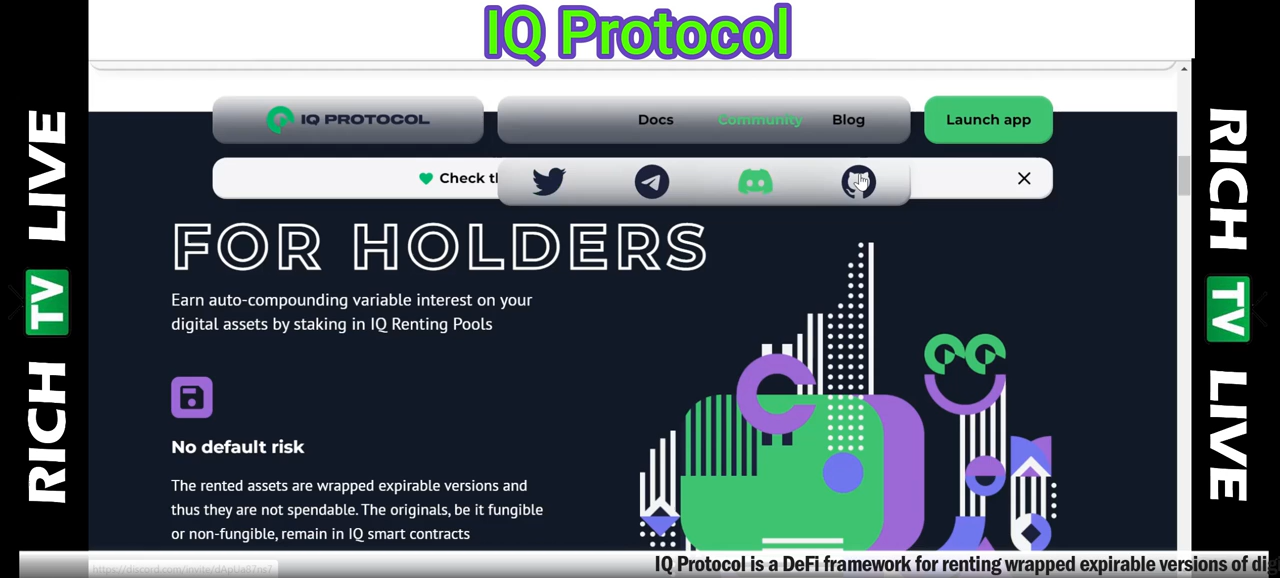 IQ Protocol
IQ PROTOCOL
Docs
Community
Blog
Launch app
Check
FOR HOLDERS
Earn auto-compounding variable interest on your
digital assets by staking in IQ Renting Pools
No default risk
The rented assets are wrapped expirable versions and
thus they are not spendable. The originals, be it fungible
or non-fungible, remain in IQ smart contracts
RICH TV LIVE
RICH TV LIVE
IQ Protocol is a DeFi framework for renting wrapped expirable versions of